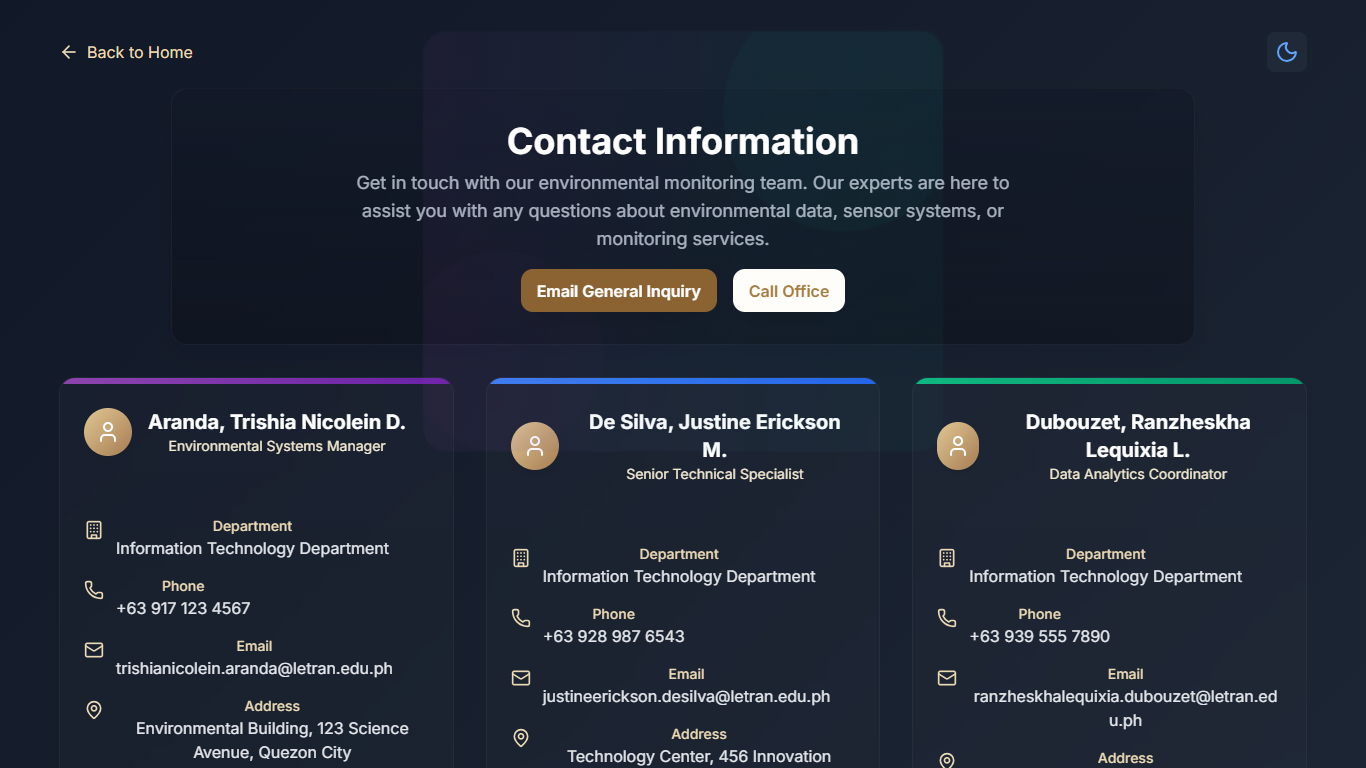 Back to Home
Contact Information
Get in touch with our environmental monitoring team. Our experts are here to
assist you with any questions about environmental data, sensor systems, or
monitoring services.
Email General Inquiry
Call Office
Aranda, Trishia Nicolein D.
Environmental Systems Manager
Department
Information Technology Department
Phone
+63 917 123 4567
Email
trishianicolein.aranda@letran.edu.ph
Address
Environmental Building, 123 Science
Avenue, Quezon City
De Silva, Justine Erickson
M.
Senior Technical Specialist
Department
Information Technology Department
Phone
+63 928 987 6543
Email
justineerickson.desilva@letran.edu.ph
Address
Technology Center, 456 Innovation
Dubouzet, Ranzheskha
Lequixia L.
Data Analytics Coordinator
Department
Information Technology Department
Phone
+63 939 555 7890
Email
ranzheskhalequixia.dubouzet@letran.ed
u.ph
Address